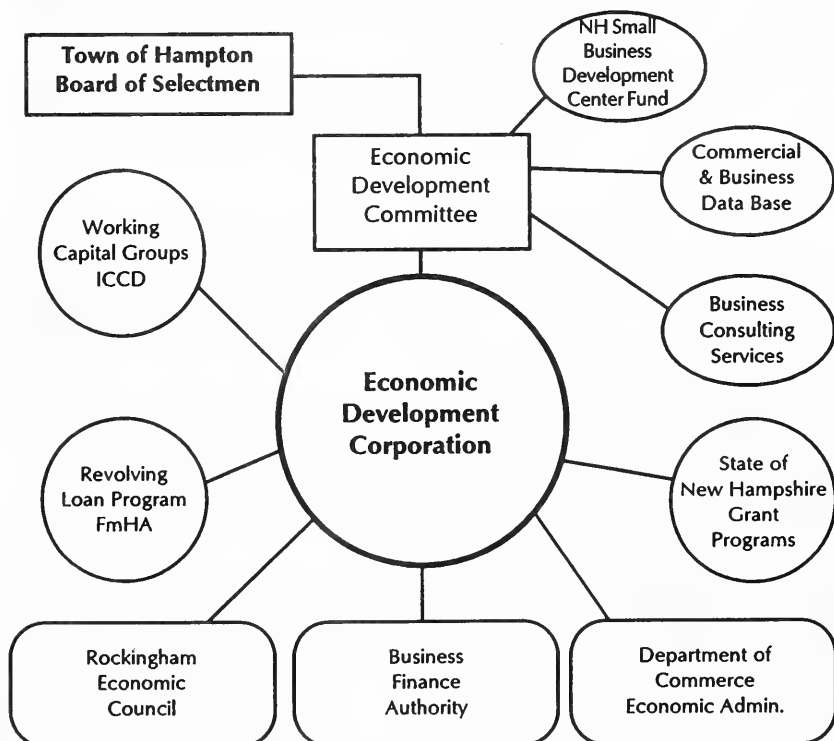 Town of Hampton
Board of Selectmen
NH Small
Business
Development
Center Fund
Economic
Development
Committee
Commercial
& Business
Data Base
Working
Capital Groups
ICCD
Business
Consulting
Services
Economic
Development
Corporation
Revolving
Loan Program
FmHA
State of
New Hampshire
Grant
Programs
Rockingham
Economic
Council
Business
Finance
Authority
Department of
Commerce
Economic Admin.